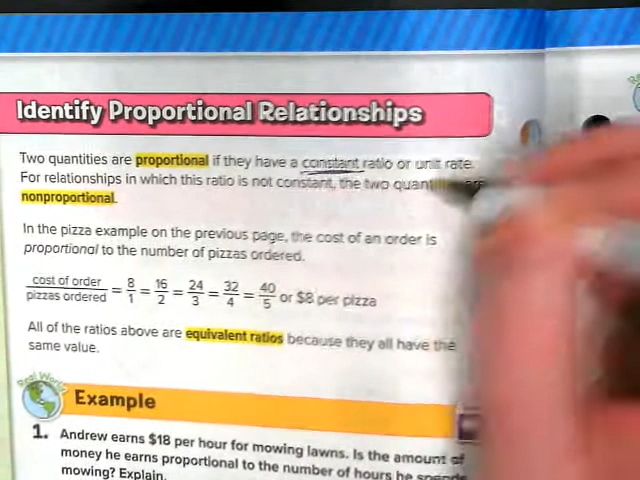 Identify Proportional Relationships
Two quantities are proportional if they have a constant ratio or unit rate.
For relationships in which this ratio is not constant, the two
nonproportional.
In the pizza example on the previous page, the cost of an order is
proportional to the number of pizzas ordered.
cost of order / pizzas ordered = 8/1 = 16/2 = 24/3 = 32/4 = 40/5 or $8 per pizza
All of the ratios above are equivalent ratios because they all have the
same value.
Real World
Example
1. Andrew earns $18 per hour for mowing lawns. Is the amount of
money he earns proportional to the number of hours he spends
mowing? Explain.